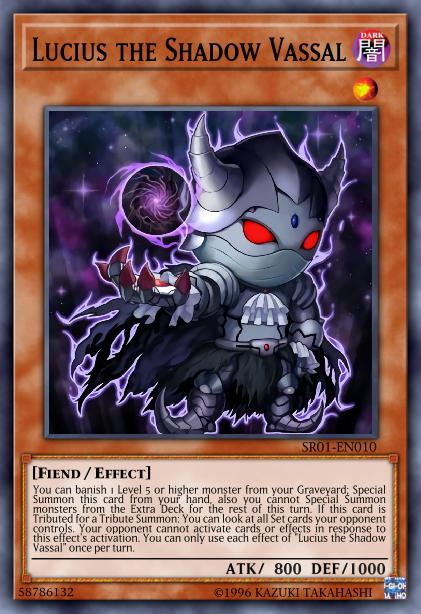 LUCIUS THE SHADOW VASSAL
DARK
闇
SR01-EN010
[FIEND / EFFECT]
You can banish 1 Level 5 or higher monster from your Graveyard; Special
Summon this card from your hand, also you cannot Special Summon
monsters from the Extra Deck for the rest of this turn. If this card is
Tributed for a Tribute Summon: You can look at all Set cards your opponent
controls. Your opponent cannot activate cards or effects in response to
this effect's activation. You can only use each effect of "Lucius the Shadow
Vassal" once per turn.
ATK/ 800 DEF/1000
58786132
©1996 KAZUKI TAKAHASHI